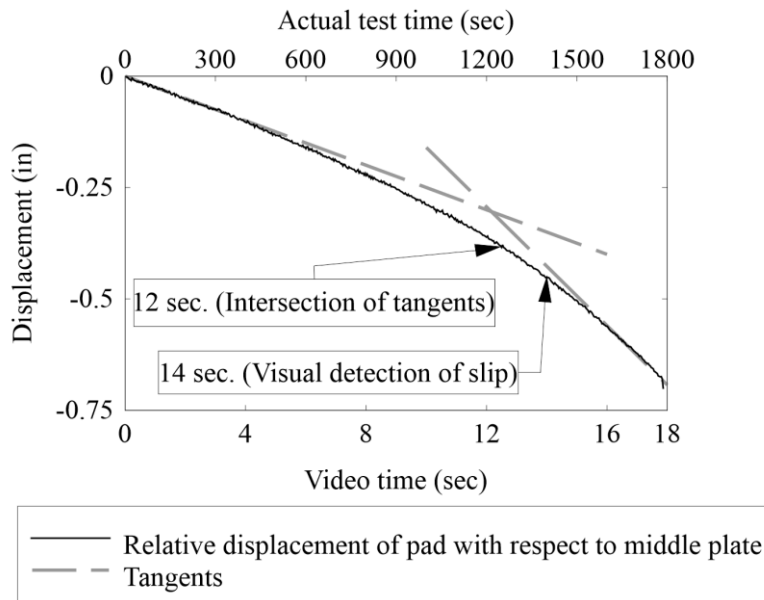 Actual test time (sec)
0 300 600 900 1200 1500 1800
Displacement (in)
0
-0.25
-0.5
-0.75
12 sec. (Intersection of tangents)
14 sec. (Visual detection of slip)
0 4 8 12 16 18
Video time (sec)
Relative displacement of pad with respect to middle plate
Tangents